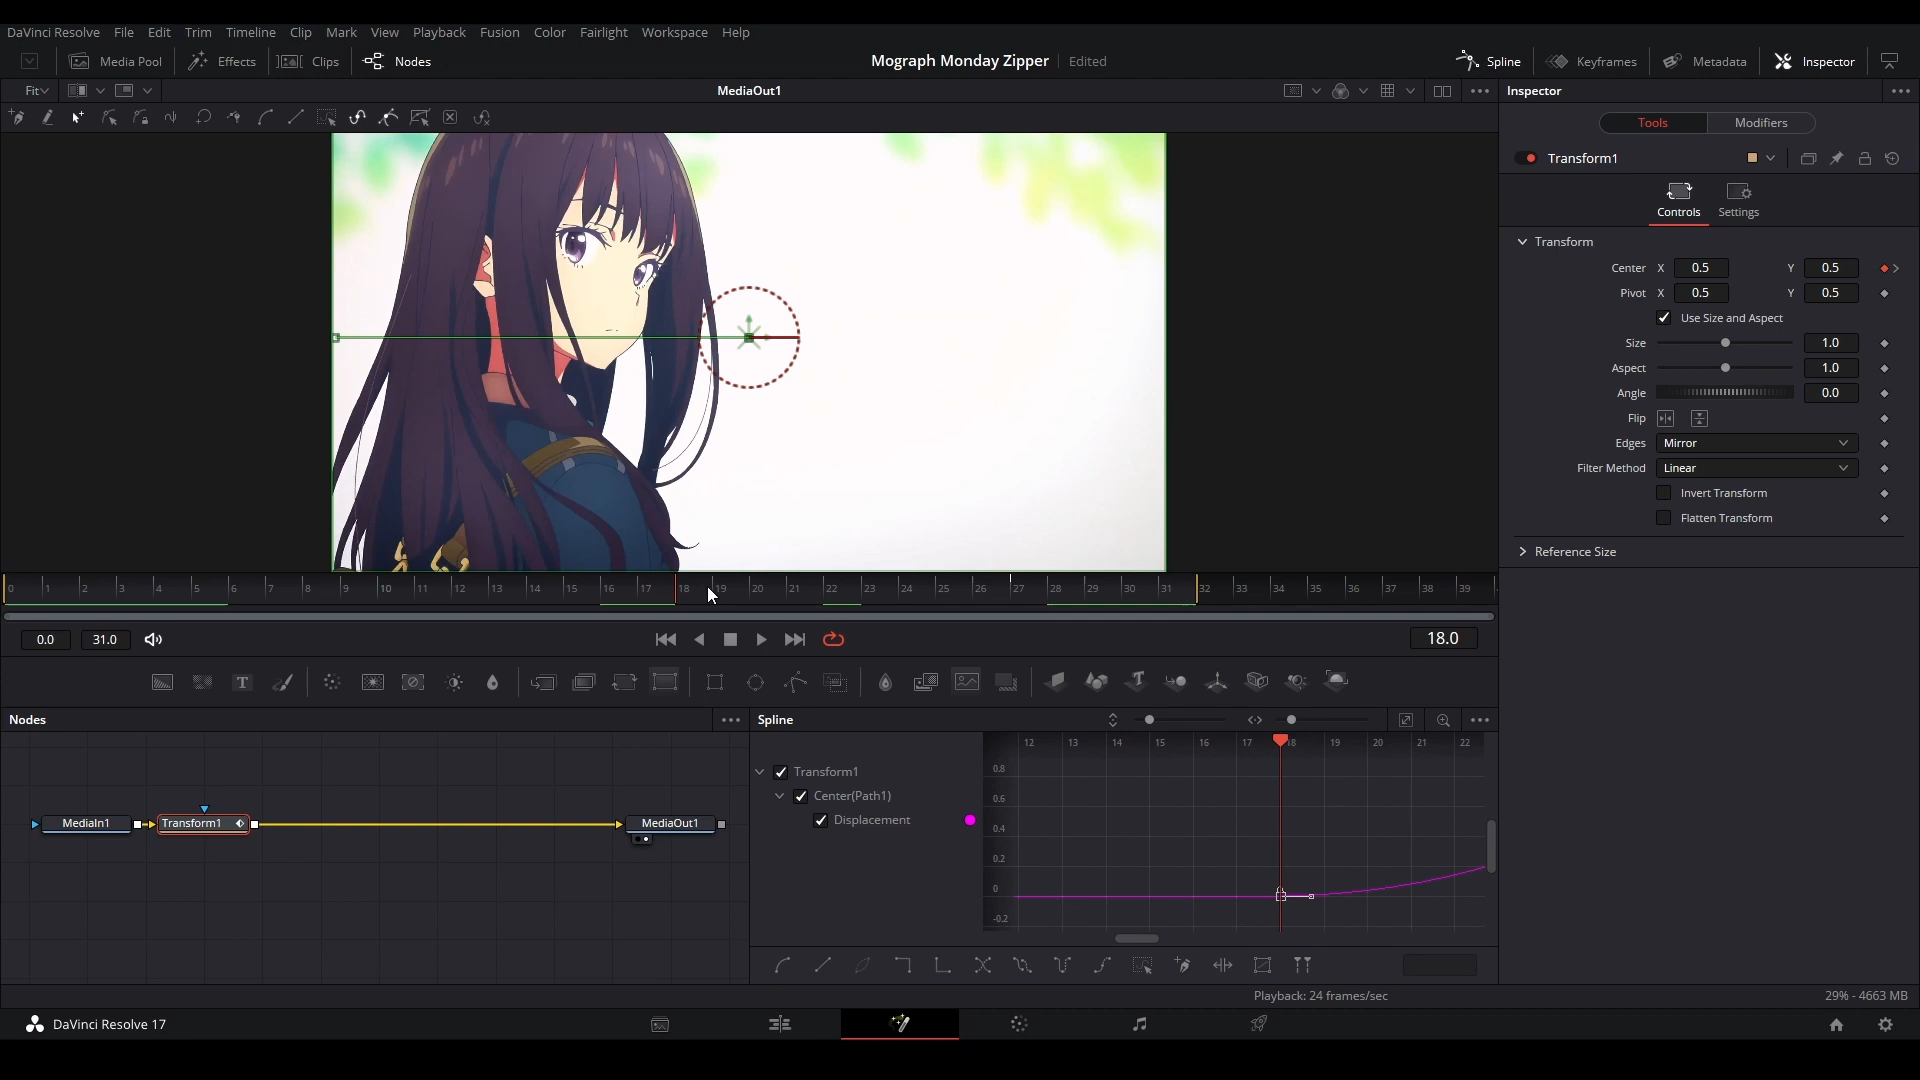 DaVinci Resolve File Edit Trim Timeline Clip Mark View Playback Fusion Color Fairlight Workspace Help
Media Pool Effects Clips Nodes Mograph Monday Zipper Edited Spline Keyframes Metadata Inspector
Fit MediaOut1 Inspector
Tools Modifiers
Transform1
Controls Settings
Transform
Center X 0.5 Y 0.5
Pivot X 0.5 Y 0.5
Use Size and Aspect
Size 1.0
Aspect 1.0
Angle 0.0
Flip
Edges Mirror
Filter Method Linear
Invert Transform
Flatten Transform
Reference Size
0 1 2 3 4 5 6 7 8 9 10 11 12 13 14 15 16 17 18 19 20 21 22 23 24 25 26 27 28 29 30 31 32 33 34 35 36 37 38 39
0.0 31.0 18.0
T
Nodes Spline
12 13 14 15 16 17 18 19 20 21 22
Transform1
Center(Path1)
Displacement
0.8
0.6
0.4
0.2
0
-0.2
MediaIn1 Transform1 MediaOut1
Playback: 24 frames/sec 29% - 4663 MB
DaVinci Resolve 17